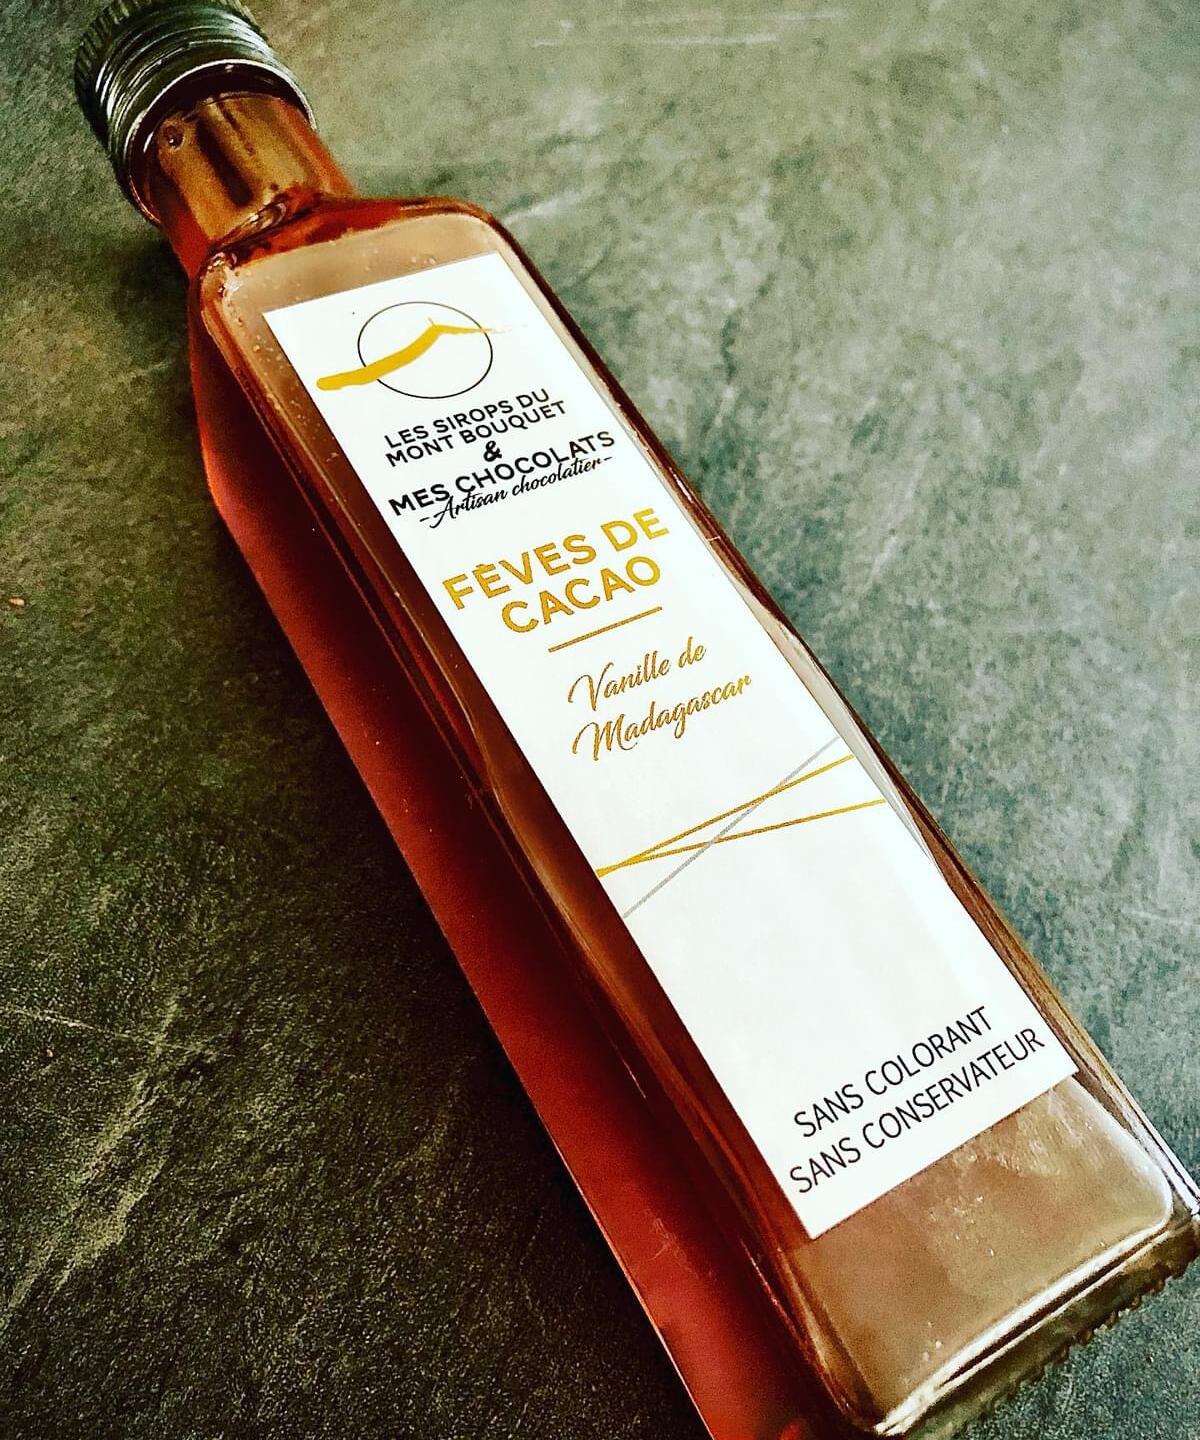 LES SIROPS DU
MONT BOUQUET
&
MES CHOCOLATS
-Artisan chocolatier-
FÈVES DE
CACAO
Vanille de
Madagascar
SANS COLORANT
SANS CONSERVATEUR